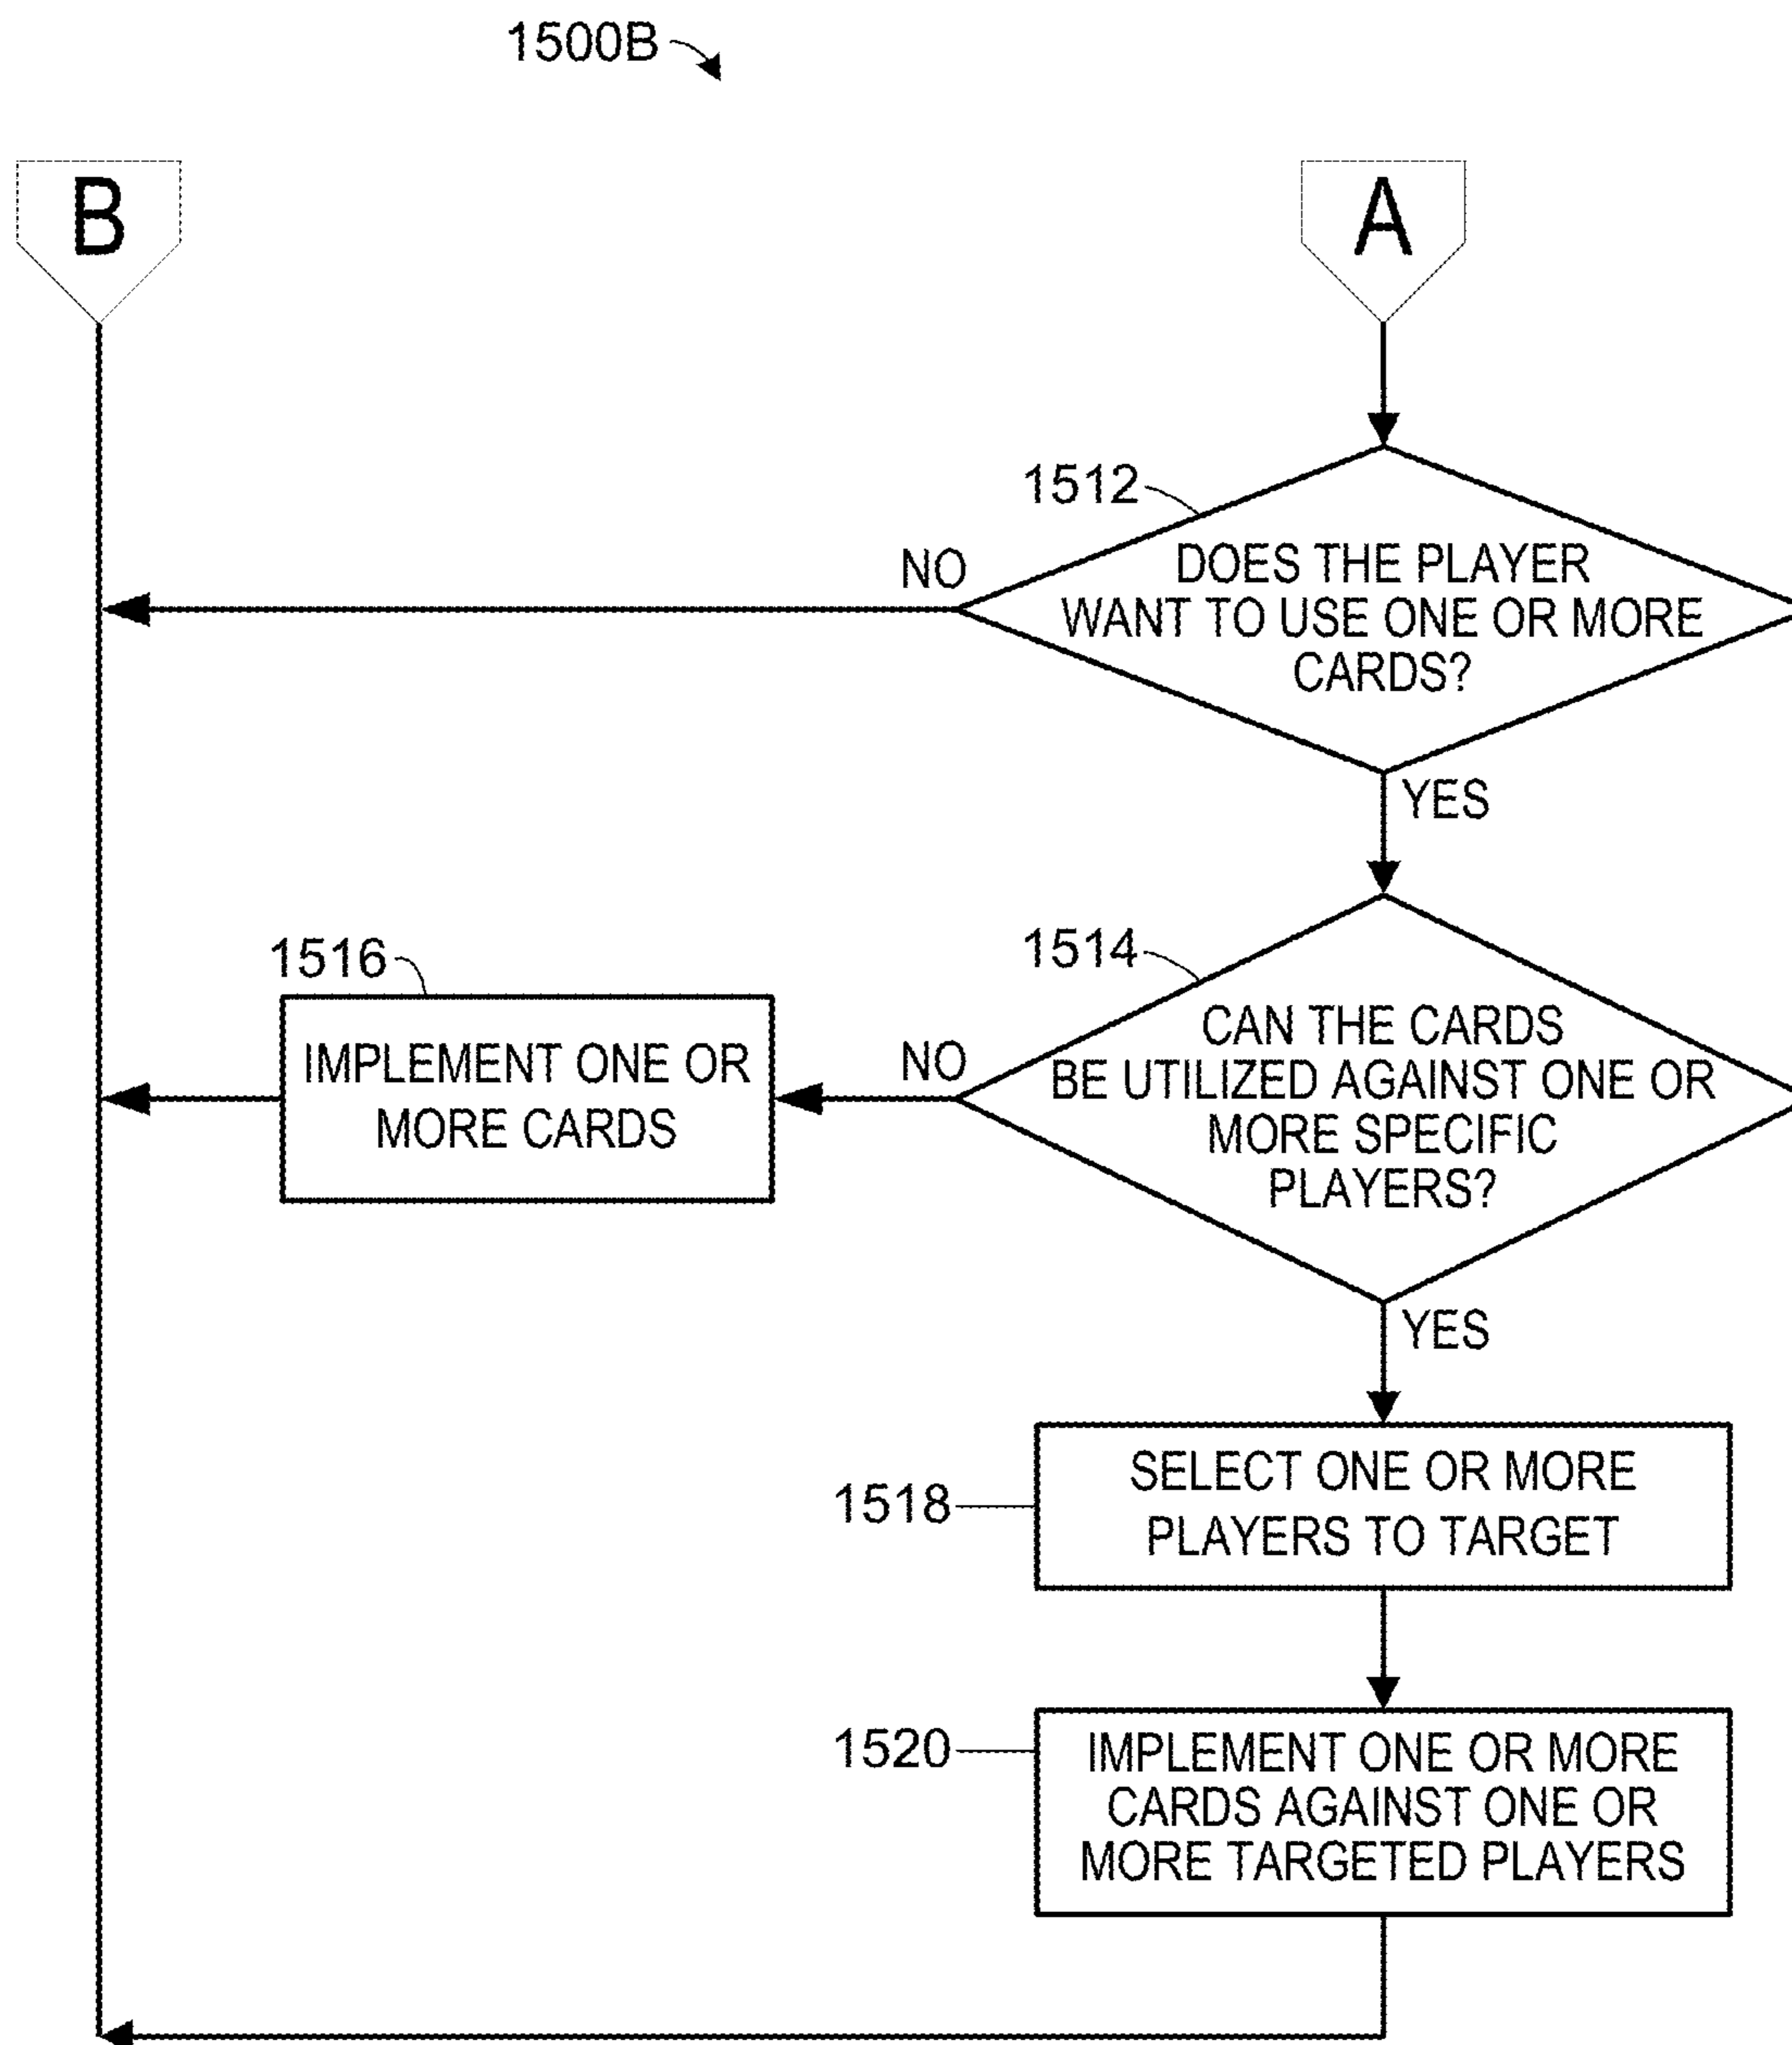 1500B
B
A
1512
NO
DOES THE PLAYER
WANT TO USE ONE OR MORE
CARDS?
YES
1516
IMPLEMENT ONE OR
MORE CARDS
1514
NO
CAN THE CARDS
BE UTILIZED AGAINST ONE OR
MORE SPECIFIC
PLAYERS?
YES
1518
SELECT ONE OR MORE
PLAYERS TO TARGET
1520
IMPLEMENT ONE OR MORE
CARDS AGAINST ONE OR
MORE TARGETED PLAYERS